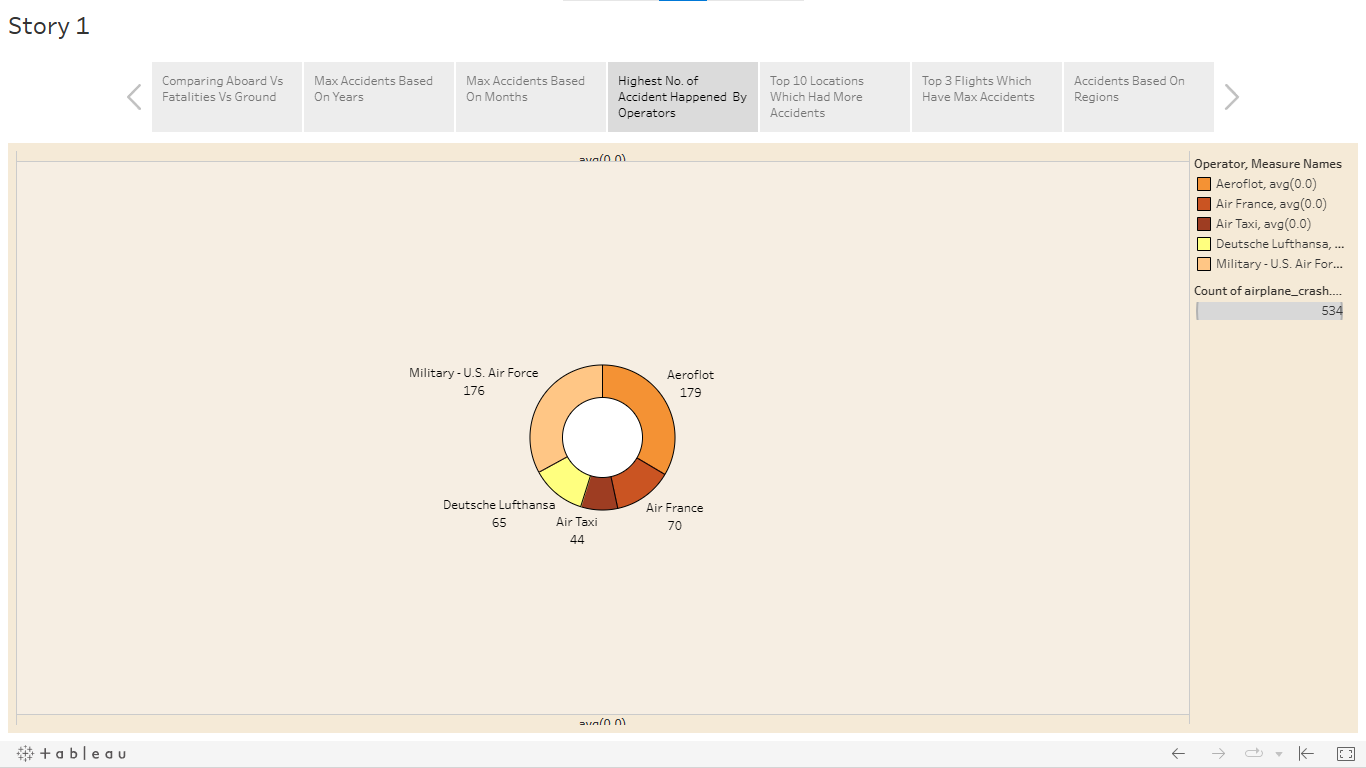 Story 1
Comparing Aboard Vs
Fatalities Vs Ground
Max Accidents Based
On Years
Max Accidents Based
On Months
Highest No. of
Accident Happened By
Operators
Top 10 Locations
Which Had More
Accidents
Top 3 Flights Which
Have Max Accidents
Accidents Based On
Regions
avg(0.0)
Military - U.S. Air Force
176
Aeroflot
179
Deutsche Lufthansa
65
Air Taxi
44
Air France
70
avg(0.0)
Operator, Measure Names
Aeroflot, avg(0.0)
Air France, avg(0.0)
Air Taxi, avg(0.0)
Deutsche Lufthansa, ...
Military - U.S. Air For...
Count of airplane_crash....
534
+ a b | e a u